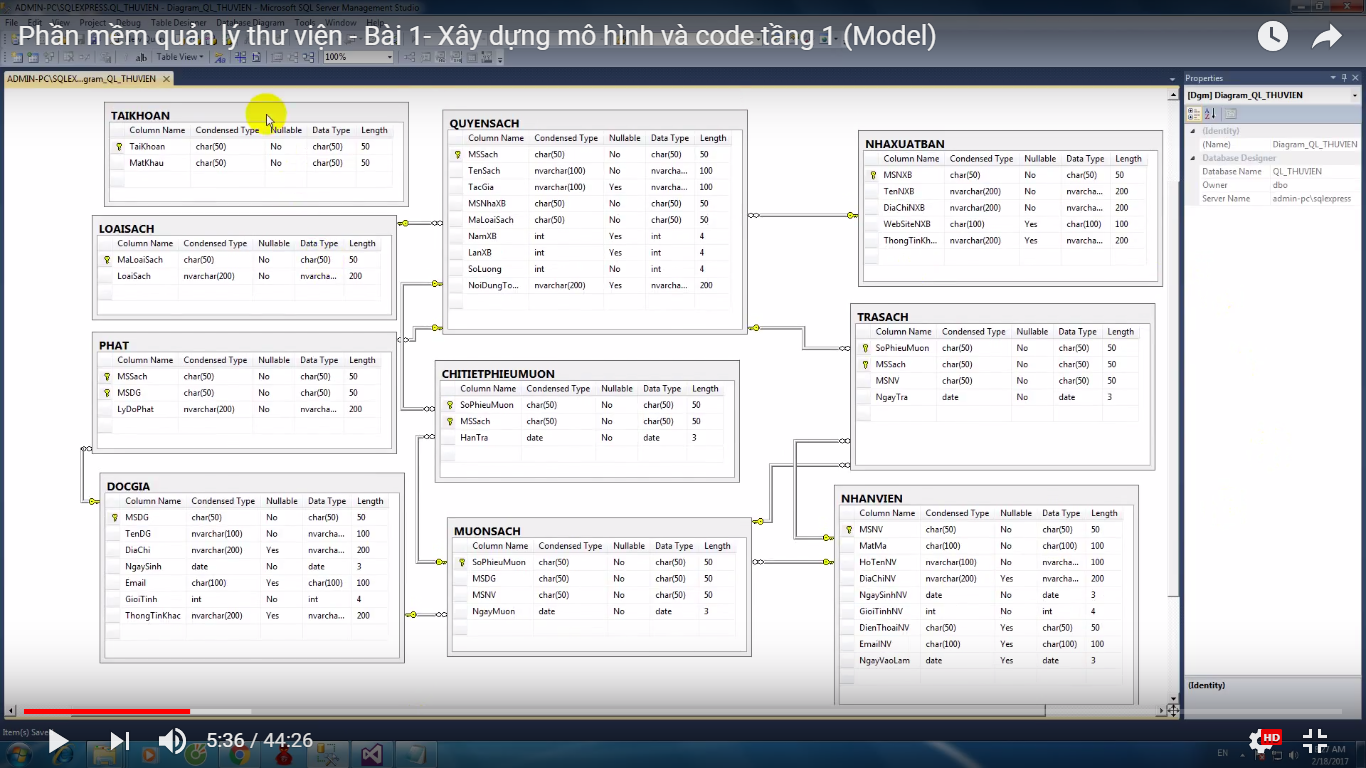 ADMIN-PC\SQLEXPRESS.QL_THUVIEN - Diagram_QL_THUVIEN - Microsoft SQL Server Management Studio
File Edit View Project Debug Table Designer Database Diagram Tools Window Help
Phần mềm quản lý thư viện - Bài 1- Xây dựng mô hình và code tầng 1 (Model)
Table View 100%
ADMIN-PC\SQLEX...gram_QL_THUVIEN
TAIKHOAN
Column Name Condensed Type Nullable Data Type Length
TaiKhoan char(50) No char(50) 50
MatKhau char(50) No char(50) 50
LOAISACH
Column Name Condensed Type Nullable Data Type Length
MaLoaiSach char(50) No char(50) 50
LoaiSach nvarchar(200) No nvarcha... 200
PHAT
Column Name Condensed Type Nullable Data Type Length
MSSach char(50) No char(50) 50
MSDG char(50) No char(50) 50
LyDoPhat nvarchar(200) No nvarcha... 200
DOCGIA
Column Name Condensed Type Nullable Data Type Length
MSDG char(50) No char(50) 50
TenDG nvarchar(100) No nvarcha... 100
DiaChi nvarchar(200) Yes nvarcha... 200
NgaySinh date No date 3
Email char(100) Yes char(100) 100
GioiTinh int No int 4
ThongTinKhac nvarchar(200) Yes nvarcha... 200
QUYENSACH
Column Name Condensed Type Nullable Data Type Length
MSSach char(50) No char(50) 50
TenSach nvarchar(100) No nvarcha... 100
TacGia nvarchar(100) Yes nvarcha... 100
MSNhaXB char(50) No char(50) 50
MaLoaiSach char(50) No char(50) 50
NamXB int Yes int 4
LanXB int Yes int 4
SoLuong int No int 4
NoiDungTo... nvarchar(200) Yes nvarcha... 200
CHITIETPHIEUMUON
Column Name Condensed Type Nullable Data Type Length
SoPhieuMuon char(50) No char(50) 50
MSSach char(50) No char(50) 50
HanTra date No date 3
MUONSACH
Column Name Condensed Type Nullable Data Type Length
SoPhieuMuon char(50) No char(50) 50
MSDG char(50) No char(50) 50
MSNV char(50) No char(50) 50
NgayMuon date No date 3
NHAXUATBAN
Column Name Condensed Type Nullable Data Type Length
MSNXB char(50) No char(50) 50
TenNXB nvarchar(200) No nvarcha... 200
DiaChiNXB nvarchar(200) No nvarcha... 200
WebSiteNXB char(100) Yes char(100) 100
ThongTinKh... nvarchar(200) Yes nvarcha... 200
TRASACH
Column Name Condensed Type Nullable Data Type Length
SoPhieuMuon char(50) No char(50) 50
MSSach char(50) No char(50) 50
MSNV char(50) No char(50) 50
NgayTra date No date 3
NHANVIEN
Column Name Condensed Type Nullable Data Type Length
MSNV char(50) No char(50) 50
MatMa char(100) No char(100) 100
HoTenNV nvarchar(100) No nvarcha... 100
DiaChiNV nvarchar(200) Yes nvarcha... 200
NgaySinhNV date No date 3
GioiTinhNV int No int 4
DienThoaiNV char(50) Yes char(50) 50
EmailNV char(100) Yes char(100) 100
NgayVaoLam date Yes date 3
Properties
[Dgm] Diagram_QL_THUVIEN
(Identity)
(Name) Diagram_QL_THUVIEN
Database Designer
Database Name QL_THUVIEN
Owner dbo
Server Name admin-pc\sqlexpress
(Identity)
Item(s) Saved
5:36 / 44:26
HD
EN
AM
2/18/2017